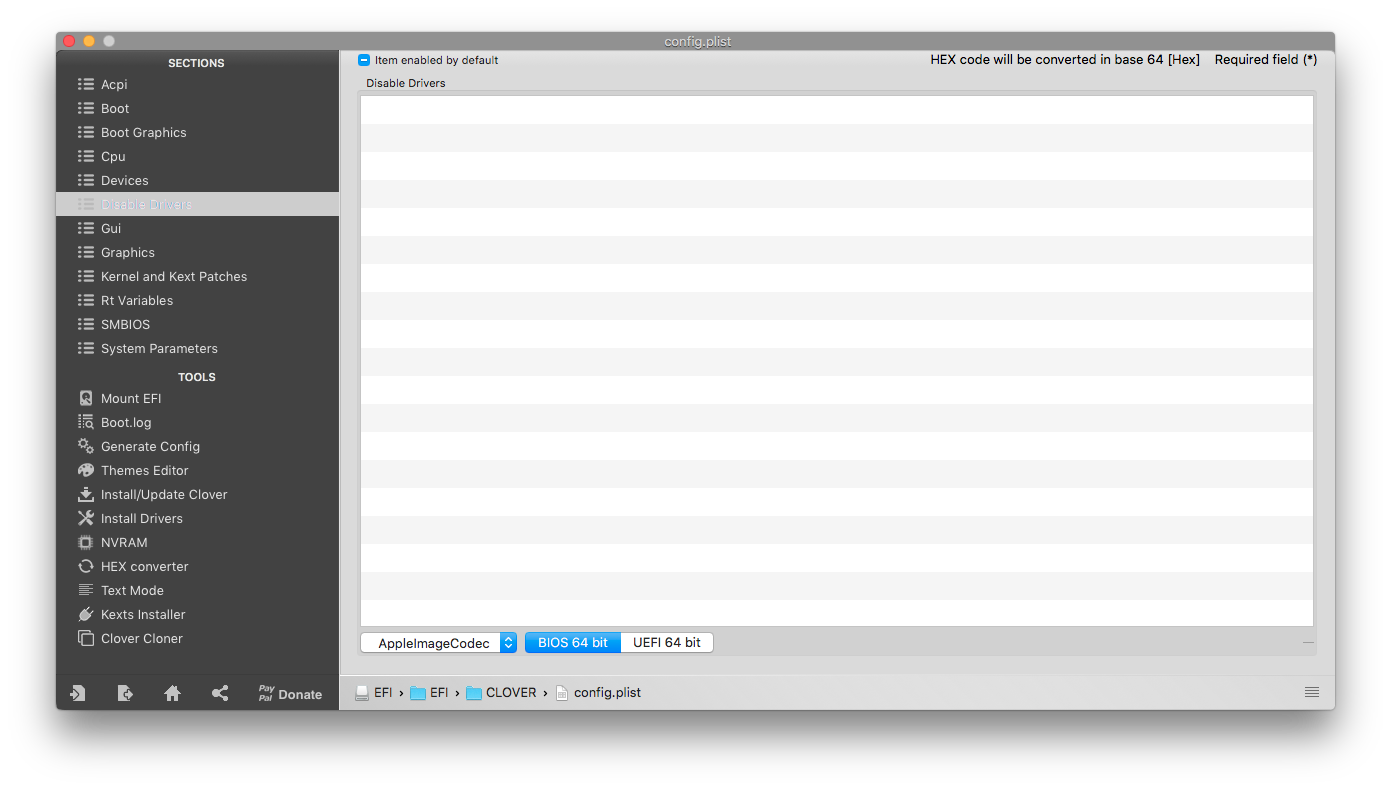 config.plist
SECTIONS
Acpi
Boot
Boot Graphics
Cpu
Devices
Disable Drivers
Gui
Graphics
Kernel and Kext Patches
Rt Variables
SMBIOS
System Parameters
TOOLS
Mount EFI
Boot.log
Generate Config
Themes Editor
Install/Update Clover
Install Drivers
NVRAM
HEX converter
Text Mode
Kexts Installer
Clover Cloner
Pay
Pal Donate
Item enabled by default
HEX code will be converted in base 64 [Hex] Required field (*)
Disable Drivers
AppleImageCodec BIOS 64 bit UEFI 64 bit
EFI › EFI › CLOVER › config.plist